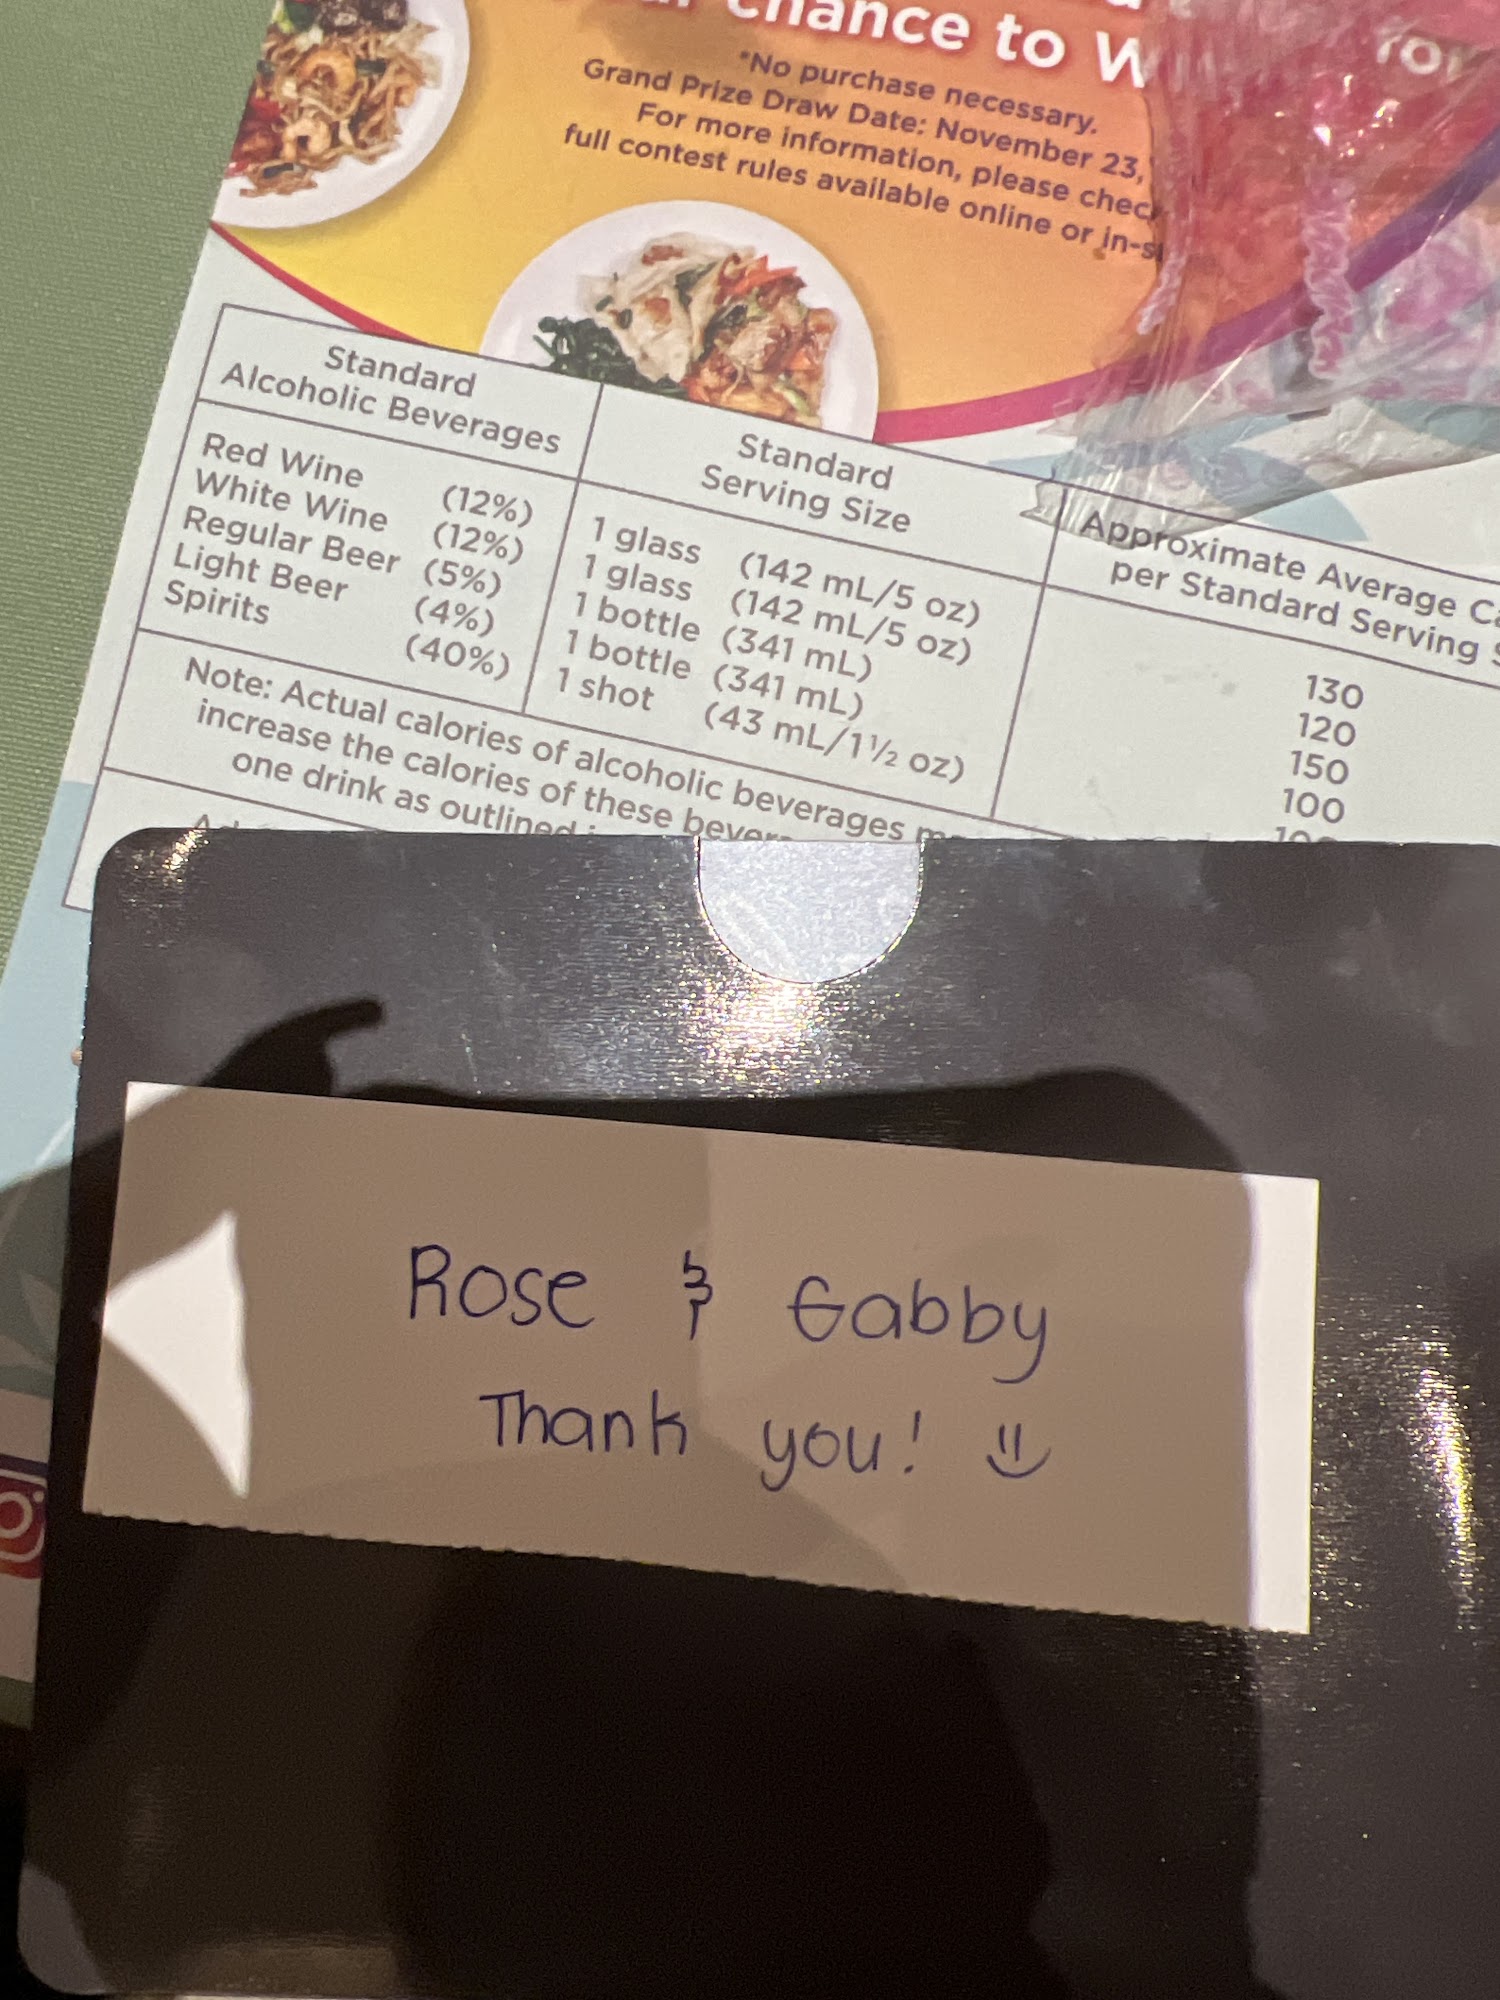 chance to W
*No purchase necessary.
Grand Prize Draw Date: November 23,
For more information, please chec
full contest rules available online or in-s
Standard
Alcoholic Beverages
Standard
Serving Size
Approximate Average Ca
per Standard Serving S
Red Wine (12%) 1 glass (142 mL/5 oz) 130
White Wine (12%) 1 glass (142 mL/5 oz) 120
Regular Beer (5%) 1 bottle (341 mL) 150
Light Beer (4%) 1 bottle (341 mL) 100
Spirits (40%) 1 shot (43 mL/1½ oz)
Note: Actual calories of alcoholic beverages
increase the calories of these
one drink as outlined
Rose & Gabby
Thank you!